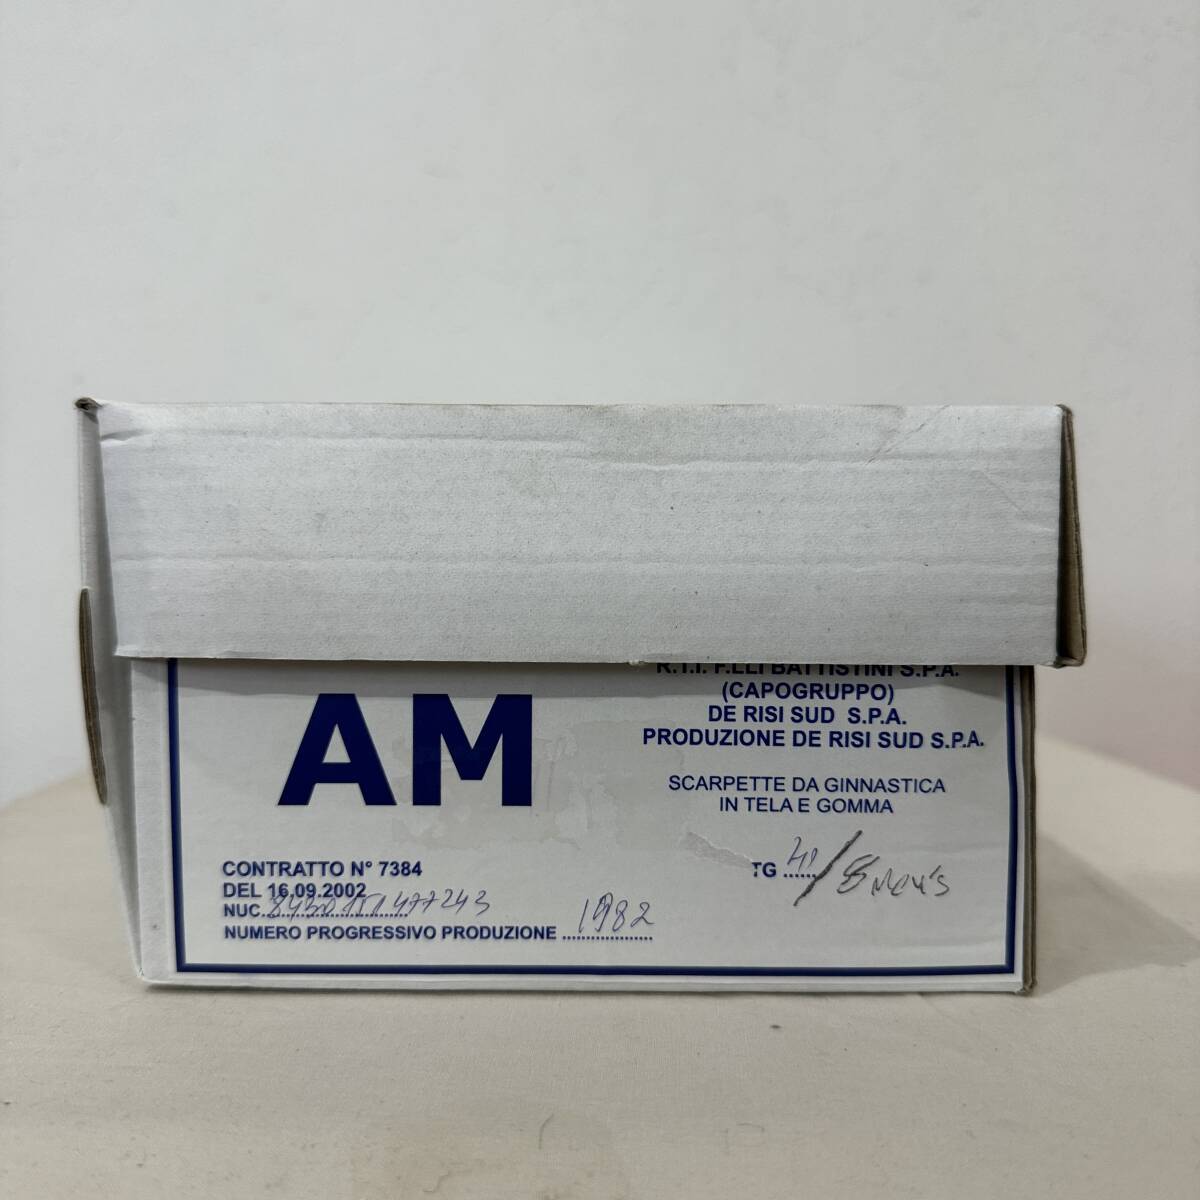 AM
R.T.I. F.LLI BATTISTINI S.P.A.
(CAPOGRUPPO)
DE RISI SUD S.P.A.
PRODUZIONE DE RISI SUD S.P.A.
SCARPETTE DA GINNASTICA
IN TELA E GOMMA
TG ...... / 8 Men's
CONTRATTO N° 7384
DEL 16.09.2002
NUC
NUMERO PROGRESSIVO PRODUZIONE 1982